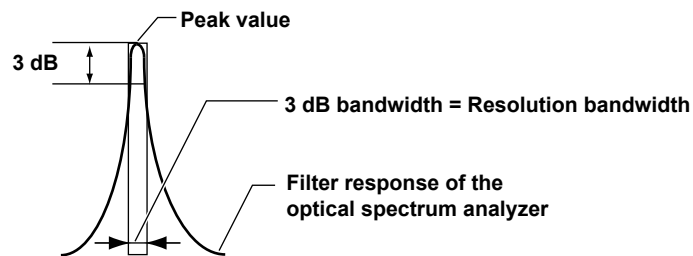 Peak value
3 dB
3 dB bandwidth = Resolution bandwidth
Filter response of the
optical spectrum analyzer